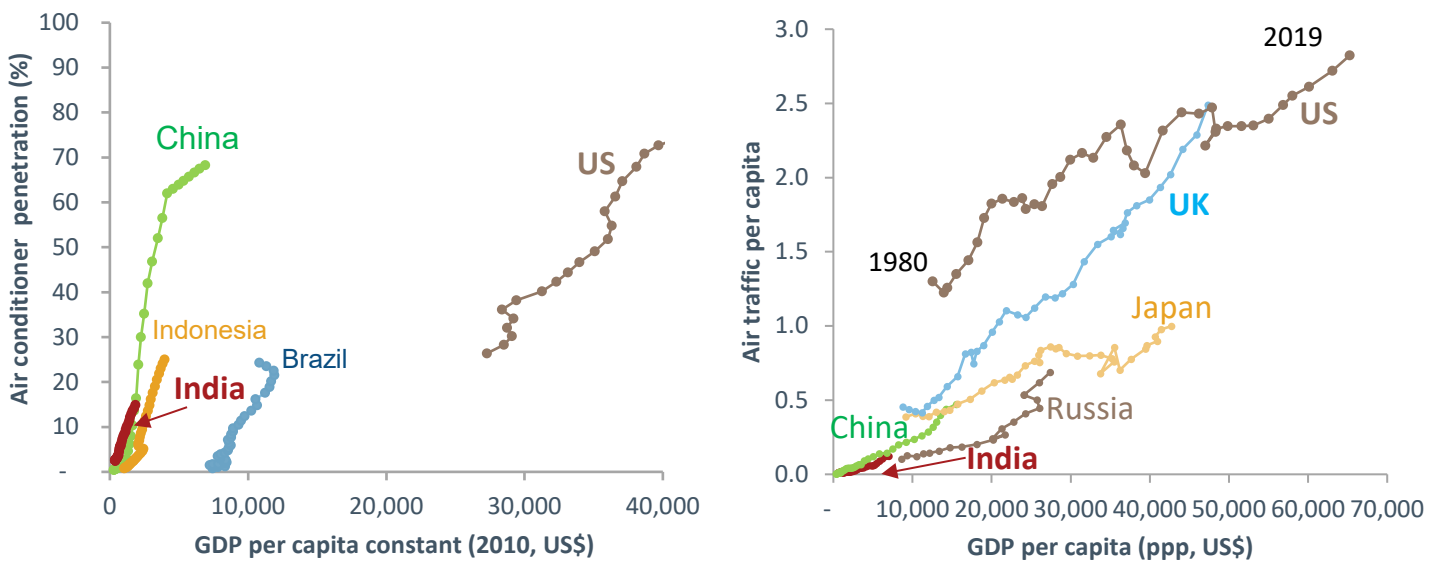 Air conditioner penetration (%)
100
90
80
70
60
50
40
30
20
10
-
China
US
Indonesia
Brazil
India
0
10,000
20,000
30,000
40,000
GDP per capita constant (2010, US$)
Air traffic per capita
3.0
2.5
2.0
1.5
1.0
0.5
0.0
2019
US
UK
1980
Japan
China
Russia
India
-
10,000
20,000
30,000
40,000
50,000
60,000
70,000
GDP per capita (ppp, US$)